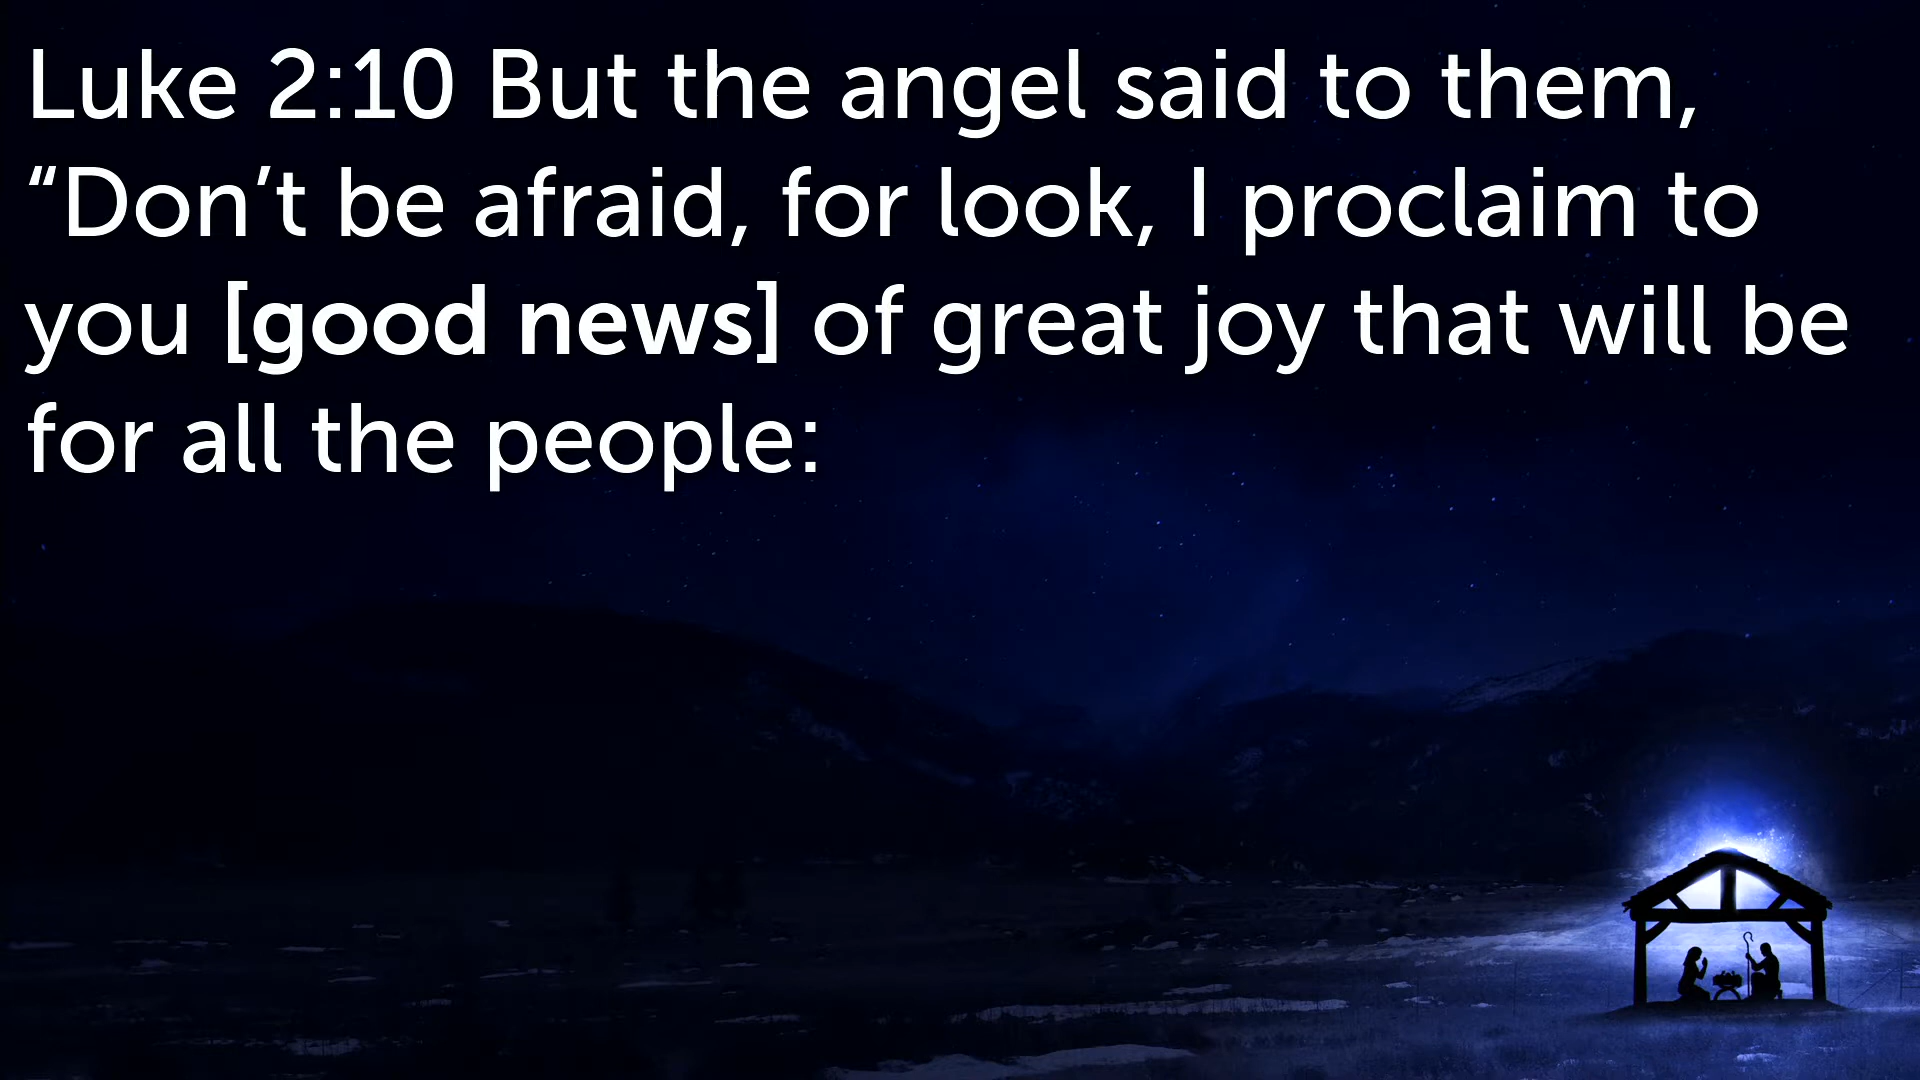 Luke 2:10 But the angel said to them,
“Don’t be afraid, for look, I proclaim to
you [good news] of great joy that will be
for all the people: